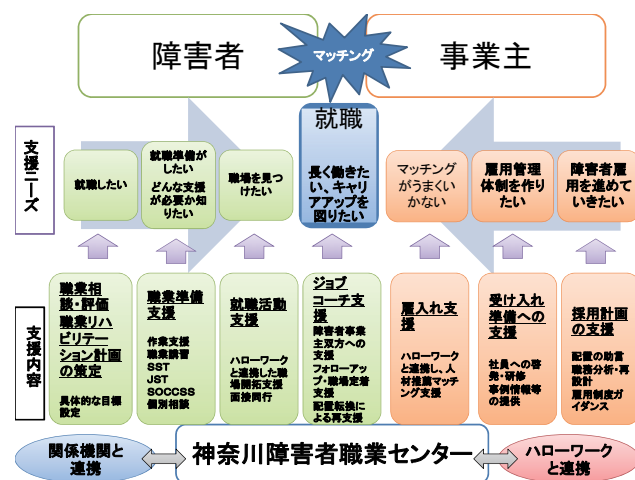 障害者
マッチング
事業主
支援ニーズ
就職したい
就職準備が
したい
どんな支援
が必要か知
りたい
職場を見つ
けたい
就職
長く働きた
い、キャリ
アアップを
図りたい
マッチング
がうまくい
かない
雇用管理
体制を作り
たい
障害者雇
用を進めて
いきたい
支援内容
職業相
談・評価
職業リハ
ビリテー
ション計画
の策定
具体的な目標
設定
職業準備
支援
作業支援
職業講習
SST
JST
SOCCSS
個別相談
就職活動
支援
ハローワーク
と連携した職
場開拓支援
面接同行
ジョブ
コーチ支援
障害者事業
主双方への
支援
フォローアッ
プ・職場定着支援
配置転換に
よる再支援
雇入れ支
援
ハローワーク
と連携し、人
材推薦マッチ
ング支援
受け入れ
準備への
支援
社員への啓
発・研修
事例情報等
の提供
採用計画
の支援
配置の助言
職務分析・再
設計
雇用制度ガ
イダンス
関係機関と
連携
神奈川障害者職業センター
ハローワーク
と連携